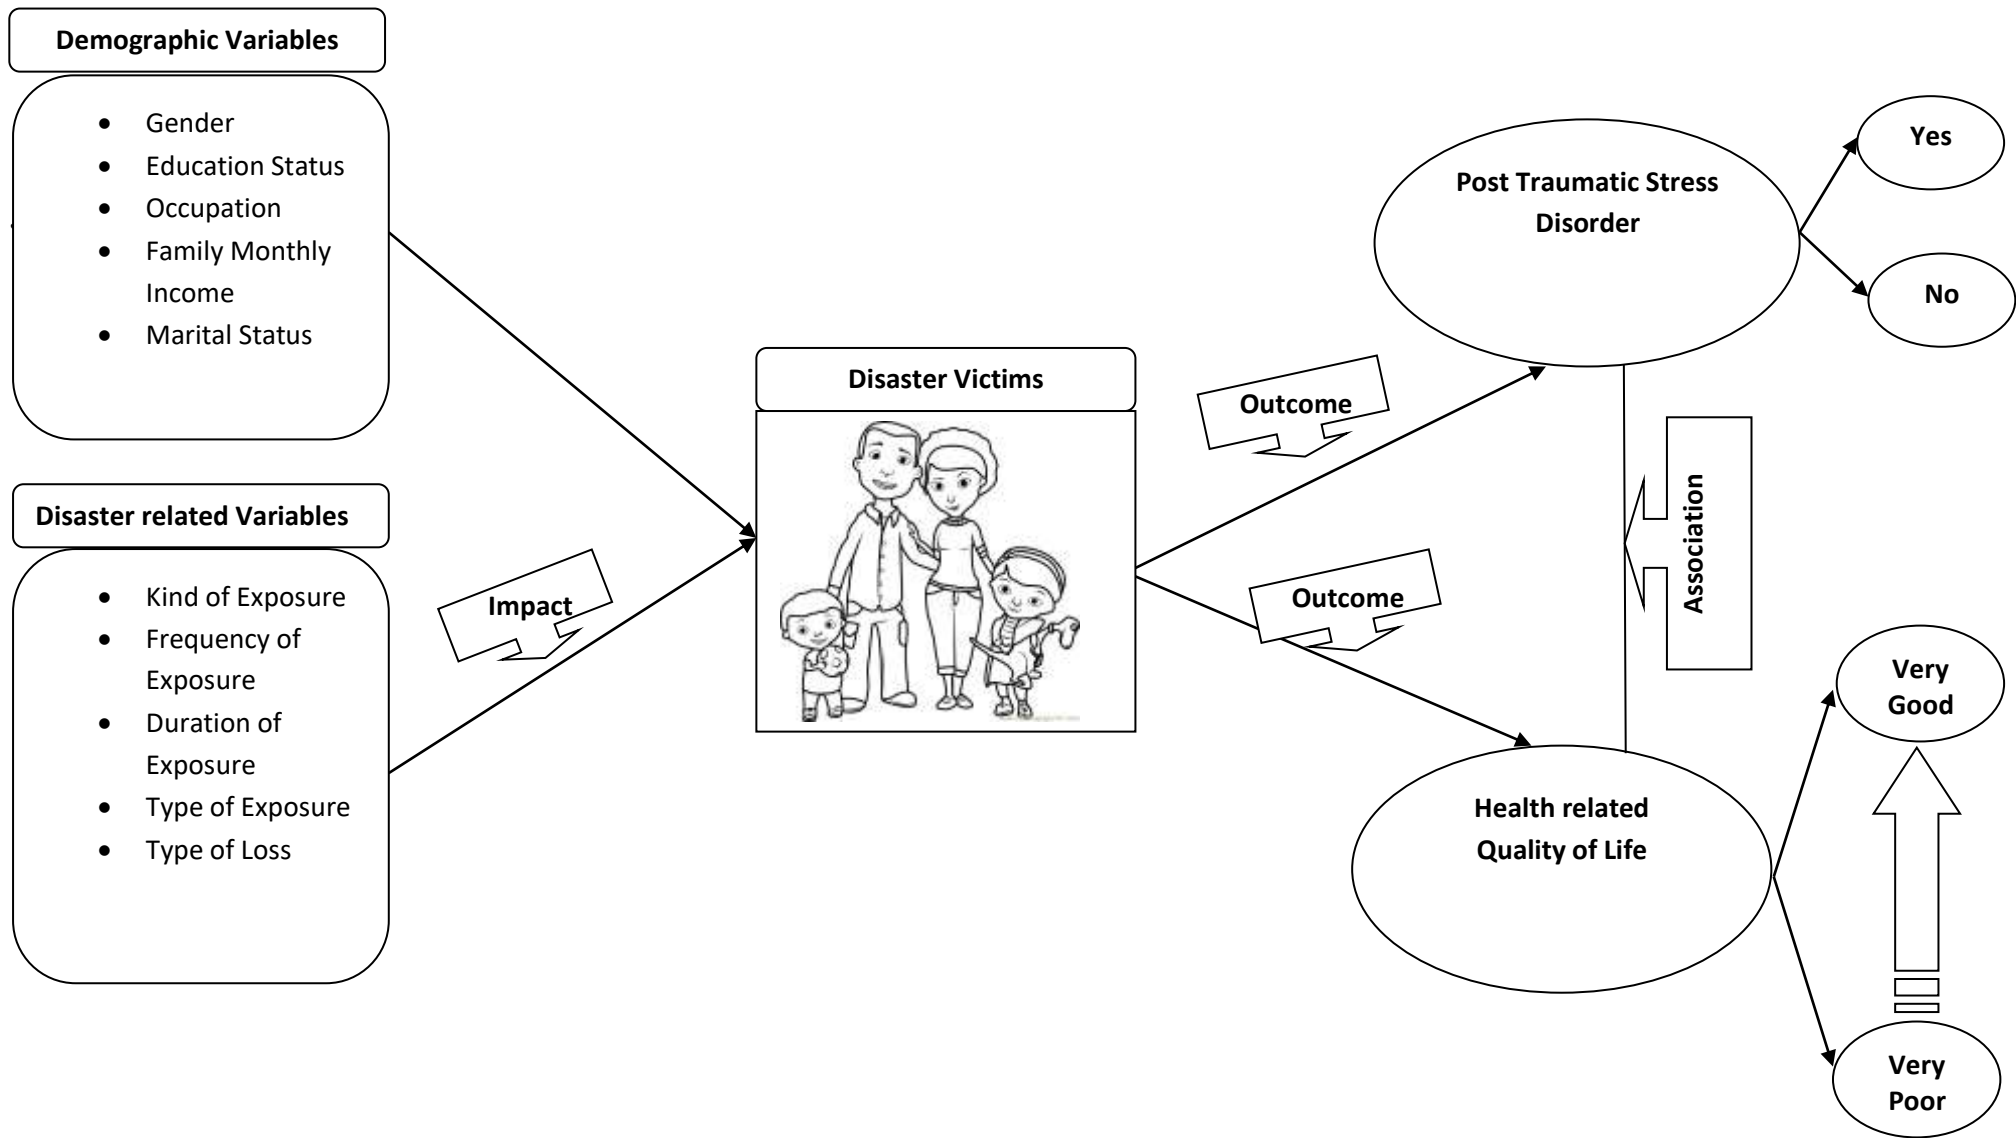 Demographic Variables
• Gender
• Education Status
• Occupation
• Family Monthly
Income
• Marital Status
Disaster related Variables
• Kind of Exposure
• Frequency of
Exposure
• Duration of
Exposure
• Type of Exposure
• Type of Loss
Impact
Disaster Victims
Outcome
Outcome
Post Traumatic Stress
Disorder
Yes
No
Association
Health related
Quality of Life
Very
Good
Very
Poor